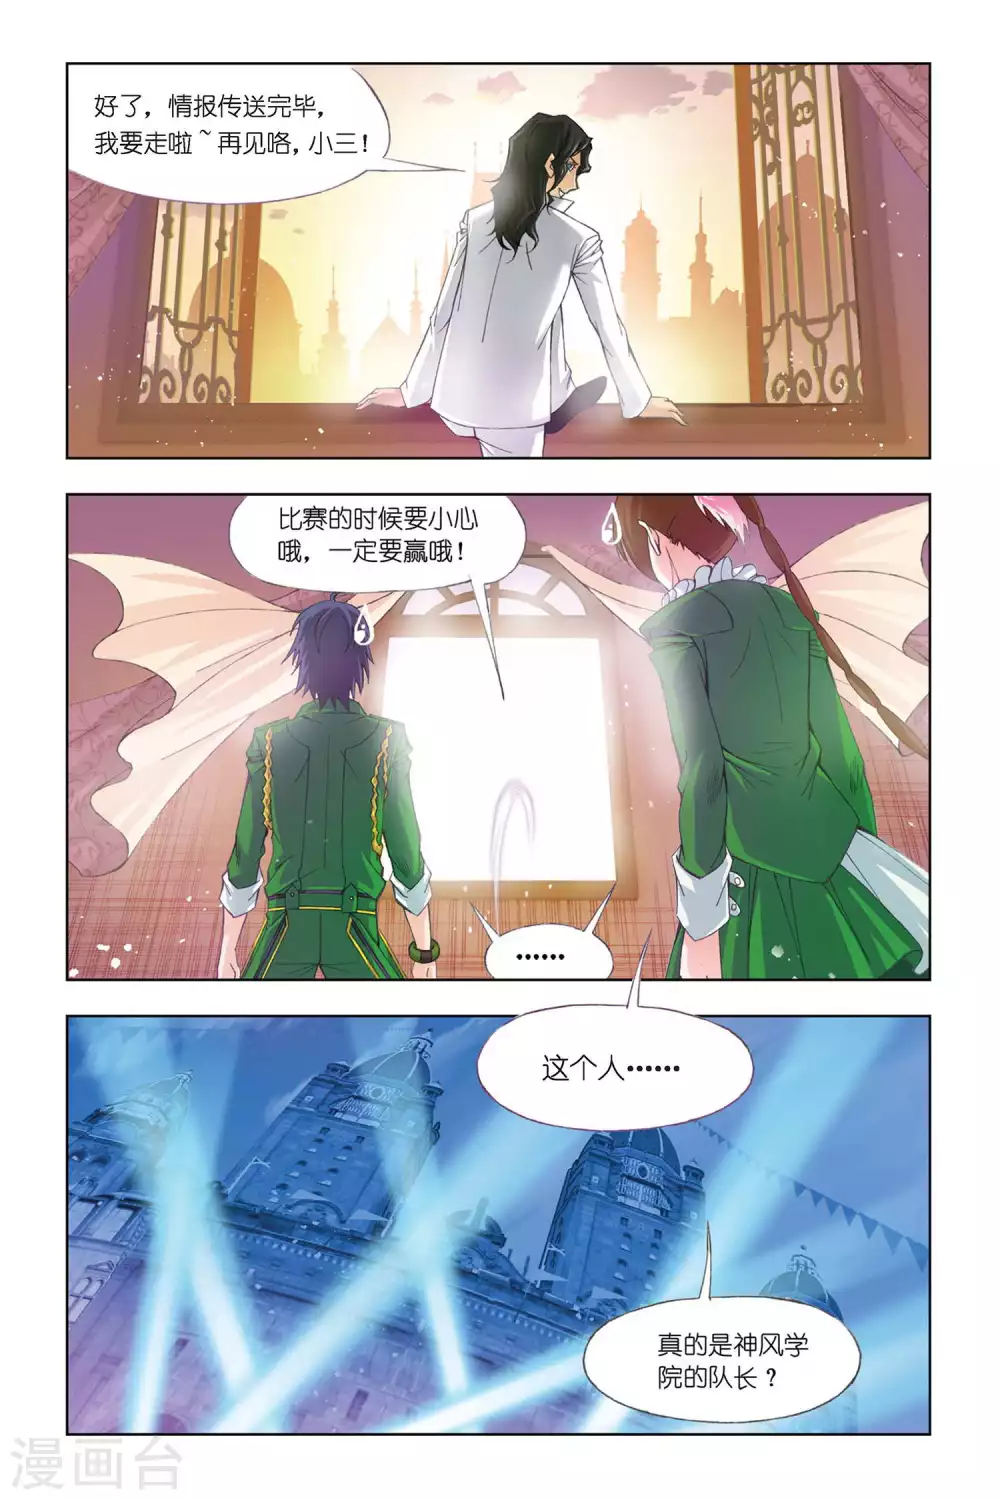 好了，情报传送完毕，
我要走啦~再见咯，小三！
比赛的时候要小心
哦，一定要赢哦！
……
这个人……
真的是神风学
院的队长？
漫画台